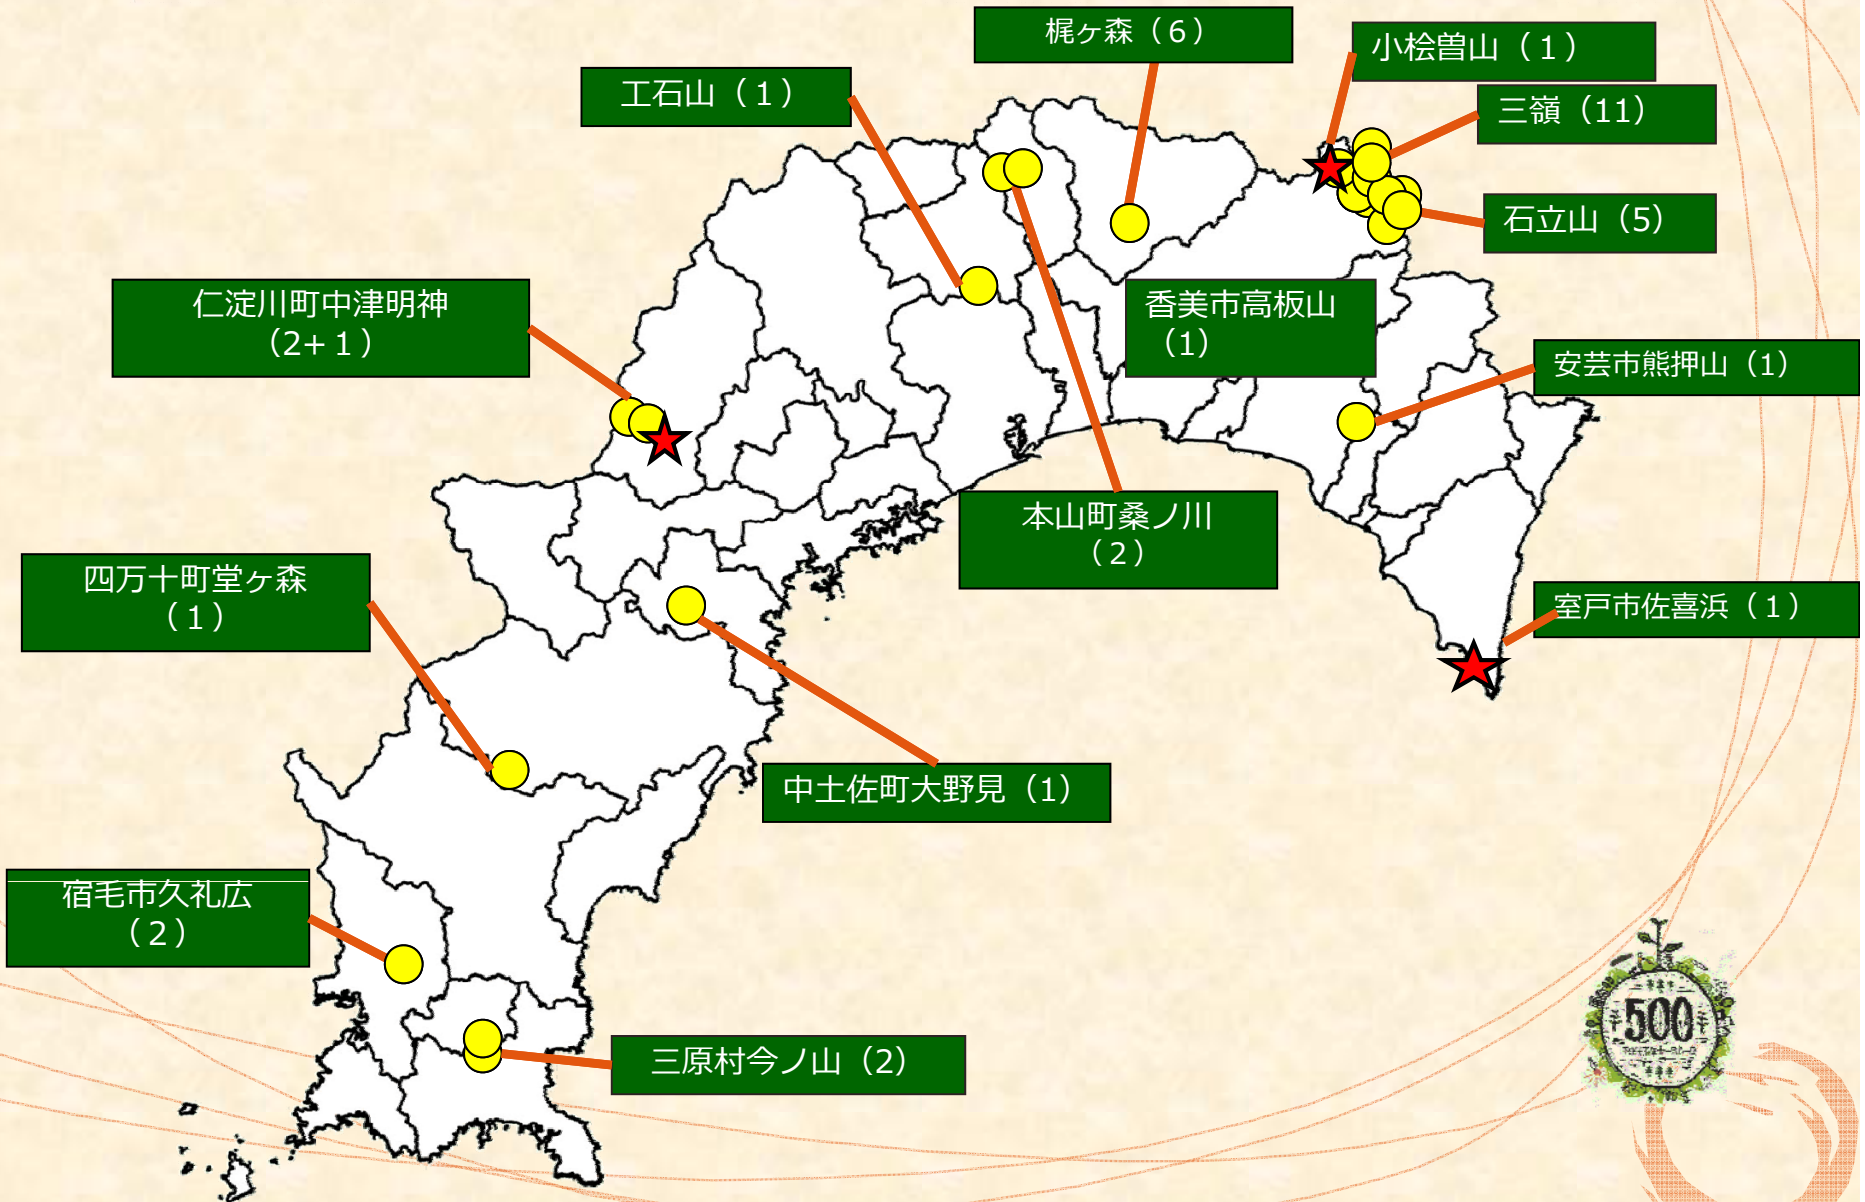 梶ヶ森（６）
小桧曽山（１）
工石山（１）
三嶺（11）
石立山（5）
仁淀川町中津明神
（2+１）
香美市高板山
（1）
安芸市熊押山（1）
本山町桑ノ川
（２）
四万十町堂ヶ森
（１）
室戸市佐喜浜（１）
中土佐町大野見（1）
宿毛市久礼広
（２）
三原村今ノ山（2）
500